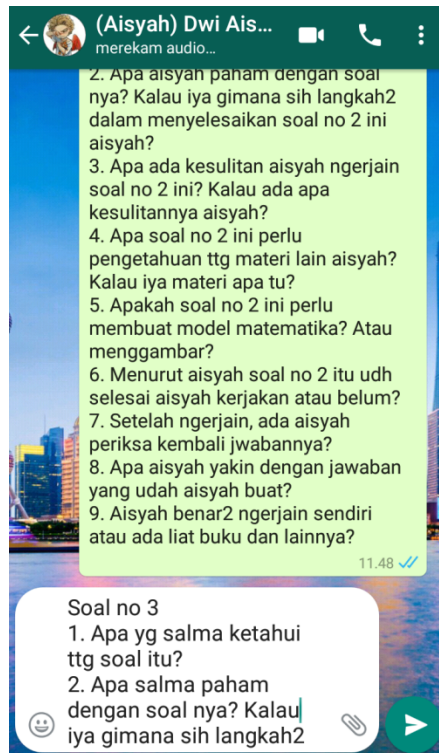 (Aisyah) Dwi Ais...
merekam audio...
2. Apa aisyah paham dengan soal
nya? Kalau iya gimana sih langkah2
dalam menyelesaikan soal no 2 ini
aisyah?
3. Apa ada kesulitan aisyah ngerjain
soal no 2 ini? Kalau ada apa
kesulitannya aisyah?
4. Apa soal no 2 ini perlu
pengetahuan ttg materi lain aisyah?
Kalau iya materi apa tu?
5. Apakah soal no 2 ini perlu
membuat model matematika? Atau
menggambar?
6. Menurut aisyah soal no 2 itu udh
selesai aisyah kerjakan atau belum?
7. Setelah ngerjain, ada aisyah
periksa kembali jwabannya?
8. Apa aisyah yakin dengan jawaban
yang udah aisyah buat?
9. Aisyah benar2 ngerjain sendiri
atau ada liat buku dan lainnya?
11.48
Soal no 3
1. Apa yg salma ketahui
ttg soal itu?
2. Apa salma paham
dengan soal nya? Kalau
iya gimana sih langkah2